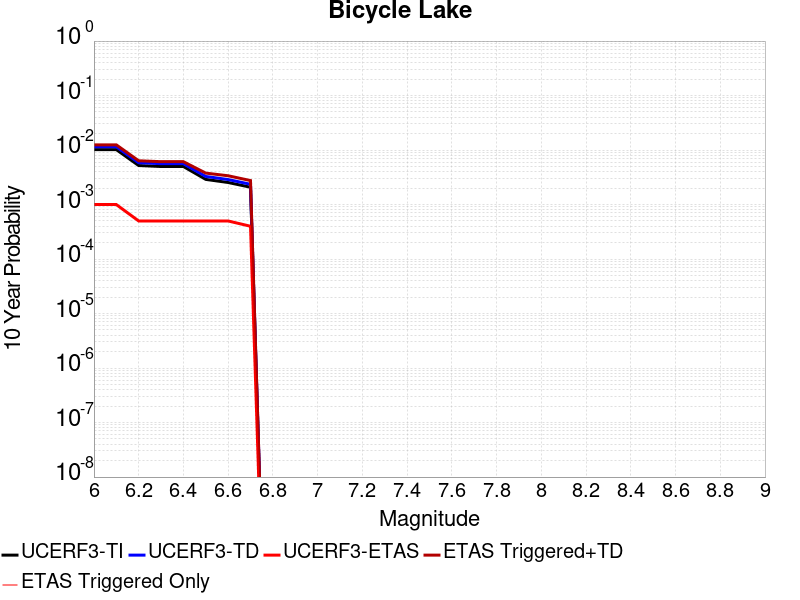 Bicycle Lake
10 0
10 -1
10 -2
10 -3
10 -4
10 -5
10 -6
10 -7
10 -8
10 Year Probability
6 6.2 6.4 6.6 6.8 7 7.2 7.4 7.6 7.8 8 8.2 8.4 8.6 8.8 9
Magnitude
UCERF3-TI UCERF3-TD UCERF3-ETAS ETAS Triggered+TD
ETAS Triggered Only